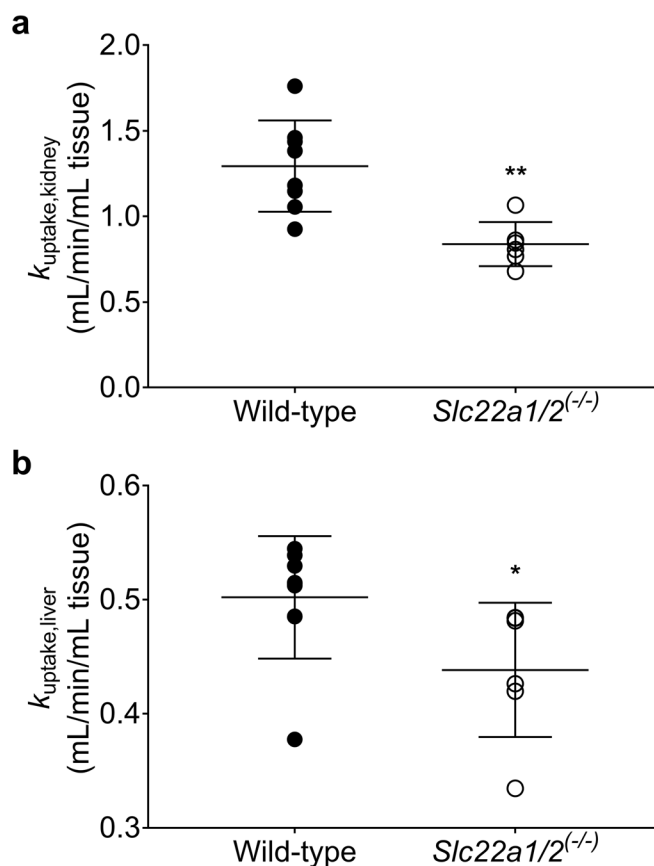 a
2.0
1.5
1.0
0.5
0.0
k uptake,kidney
(mL/min/mL tissue)
**
Wild-type Slc22a1/2(-/-)
b
0.6
0.5
0.4
0.3
k uptake,liver
(mL/min/mL tissue)
*
Wild-type Slc22a1/2(-/-)